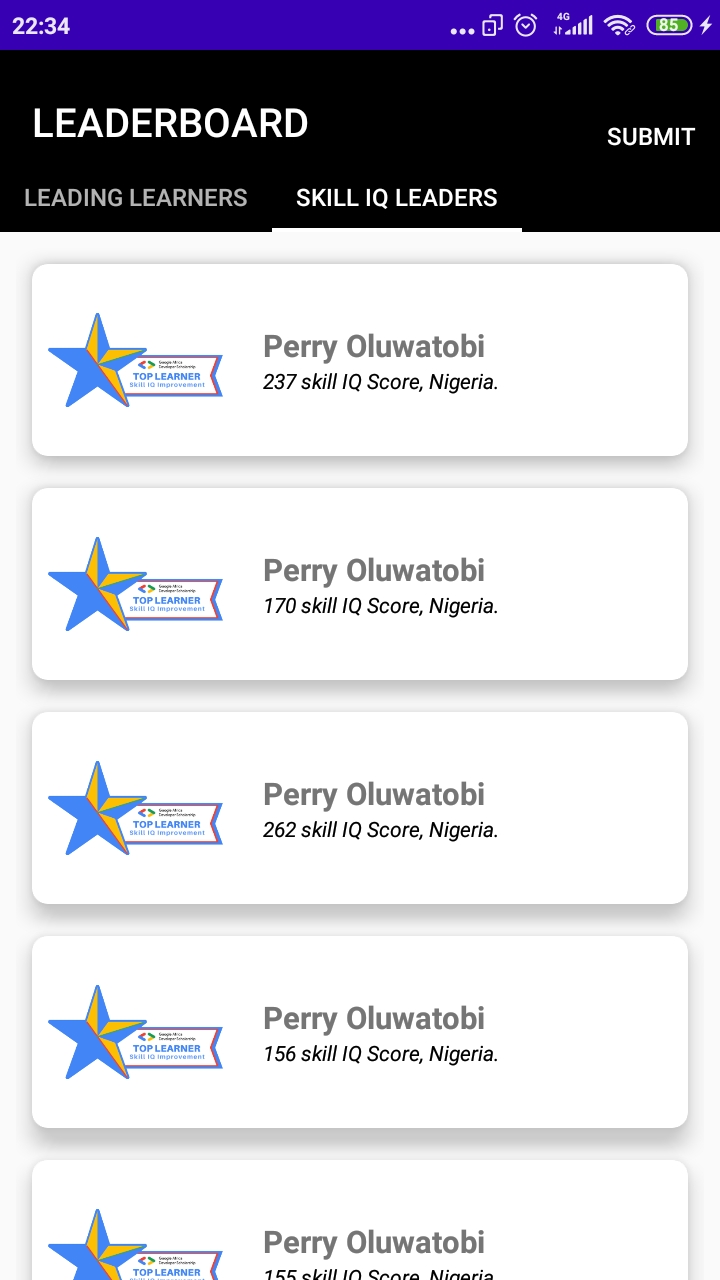 22:34
4G
85
LEADERBOARD
SUBMIT
LEADING LEARNERS
SKILL IQ LEADERS
Google Africa
Developer Scholarship
TOP LEARNER
Skill IQ Improvement
Perry Oluwatobi
237 skill IQ Score, Nigeria.
Google Africa
Developer Scholarship
TOP LEARNER
Skill IQ Improvement
Perry Oluwatobi
170 skill IQ Score, Nigeria.
Google Africa
Developer Scholarship
TOP LEARNER
Skill IQ Improvement
Perry Oluwatobi
262 skill IQ Score, Nigeria.
Google Africa
Developer Scholarship
TOP LEARNER
Skill IQ Improvement
Perry Oluwatobi
156 skill IQ Score, Nigeria.
Google Africa
Developer Scholarship
TOP LEARNER
Perry Oluwatobi
155 skill IQ Score, Nigeria.